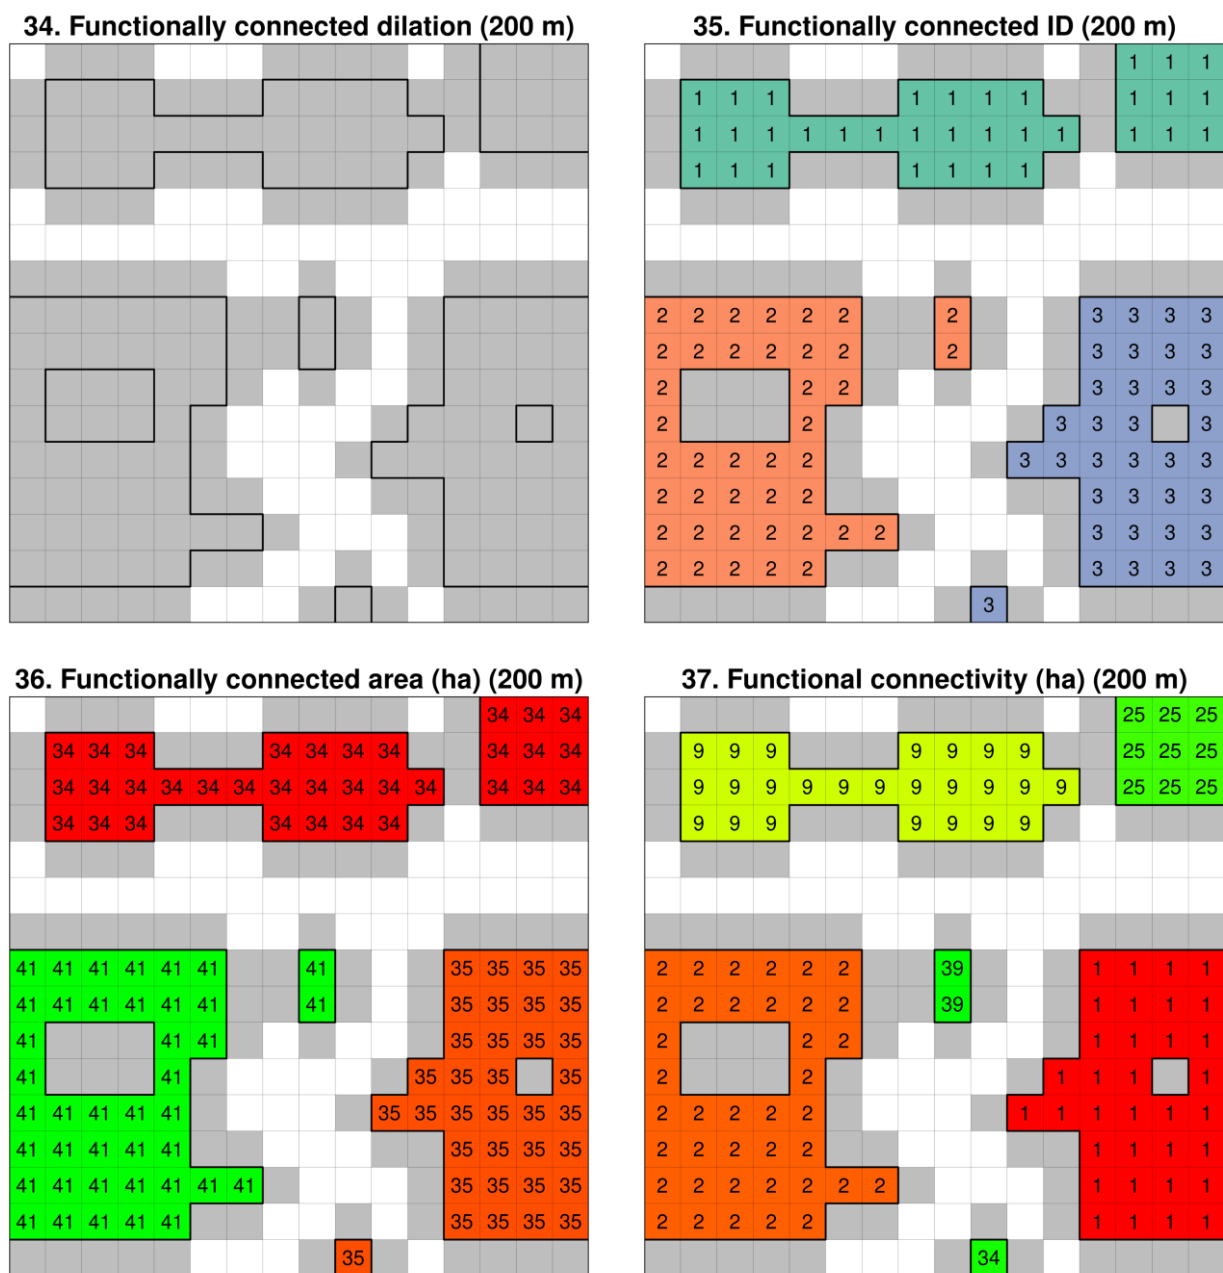 34. Functionally connected dilation (200 m)
35. Functionally connected ID (200 m)
1 1 1
1 1 1 1 1 1 1 1 1 1
1 1 1 1 1 1 1 1 1 1 1 1 1 1
1 1 1 1 1 1 1
2 2 2 2 2 2 2 3 3 3 3
2 2 2 2 2 2 2 3 3 3 3
2 2 2 3 3 3 3
2 2 3 3 3 3
2 2 2 2 2 3 3 3 3 3 3
2 2 2 2 2 3 3 3 3
2 2 2 2 2 2 2 3 3 3 3
2 2 2 2 2 3 3 3 3
3
36. Functionally connected area (ha) (200 m)
34 34 34
34 34 34 34 34 34 34 34 34 34
34 34 34 34 34 34 34 34 34 34 34 34 34 34
34 34 34 34 34 34 34
41 41 41 41 41 41 41 35 35 35 35
41 41 41 41 41 41 41 35 35 35 35
41 41 41 35 35 35 35
41 41 35 35 35 35
41 41 41 41 41 35 35 35 35 35 35
41 41 41 41 41 35 35 35 35
41 41 41 41 41 41 41 35 35 35 35
41 41 41 41 41 35 35 35 35
35
37. Functional connectivity (ha) (200 m)
25 25 25
9 9 9 9 9 9 9 25 25 25
9 9 9 9 9 9 9 9 9 9 9 25 25 25
9 9 9 9 9 9 9
2 2 2 2 2 2 39 1 1 1 1
2 2 2 2 2 2 39 1 1 1 1
2 2 2 1 1 1 1
2 2 1 1 1 1
2 2 2 2 2 1 1 1 1 1 1
2 2 2 2 2 1 1 1 1
2 2 2 2 2 2 2 1 1 1 1
2 2 2 2 2 1 1 1 1
34